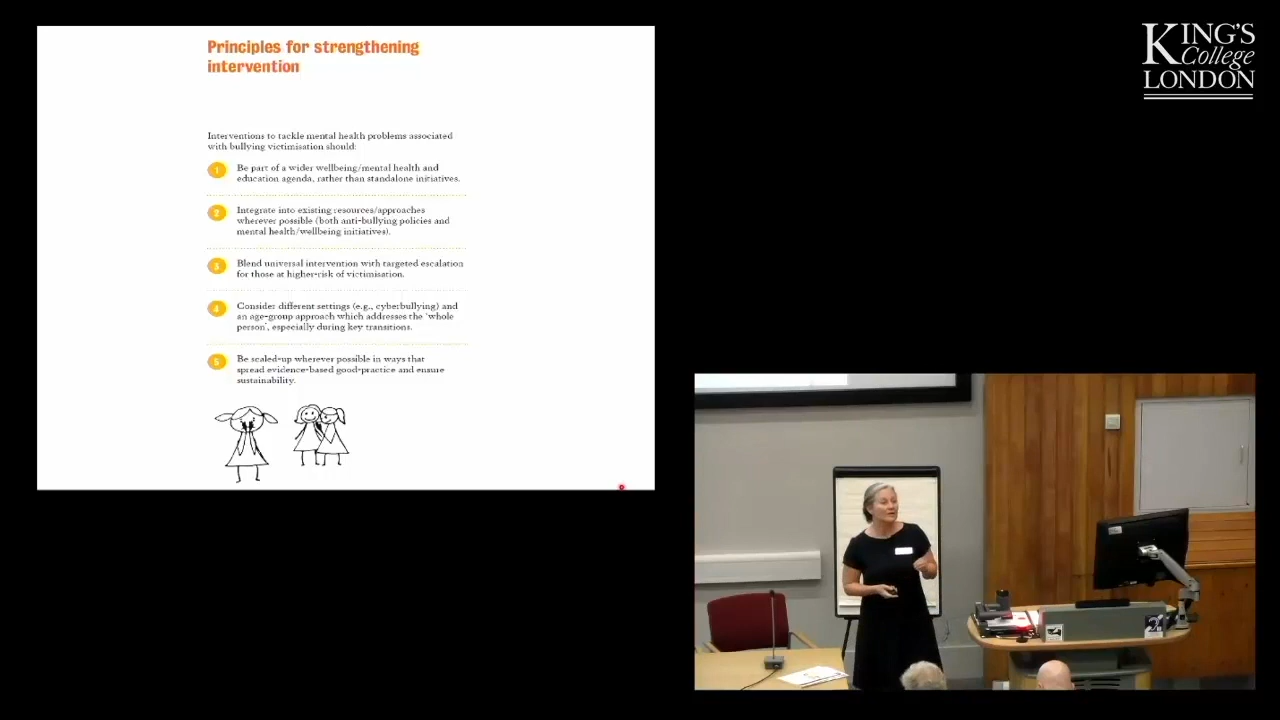 Principles for strengthening
intervention
Interventions to tackle mental health problems associated
with bullying victimisation should:
1 Be part of a wider wellbeing/mental health and
education agenda, rather than standalone initiatives.
2 Integrate into existing resources/approaches
wherever possible (both anti-bullying policies and
mental health/wellbeing initiatives).
3 Blend universal intervention with targeted escalation
for those at higher-risk of victimisation.
4 Consider different settings (e.g., cyberbullying) and
an age-group approach which addresses the 'whole
person', especially during key transitions.
5 Be scaled-up wherever possible in ways that
spread evidence-based good-practice and ensure
sustainability.
KING'S
College
LONDON